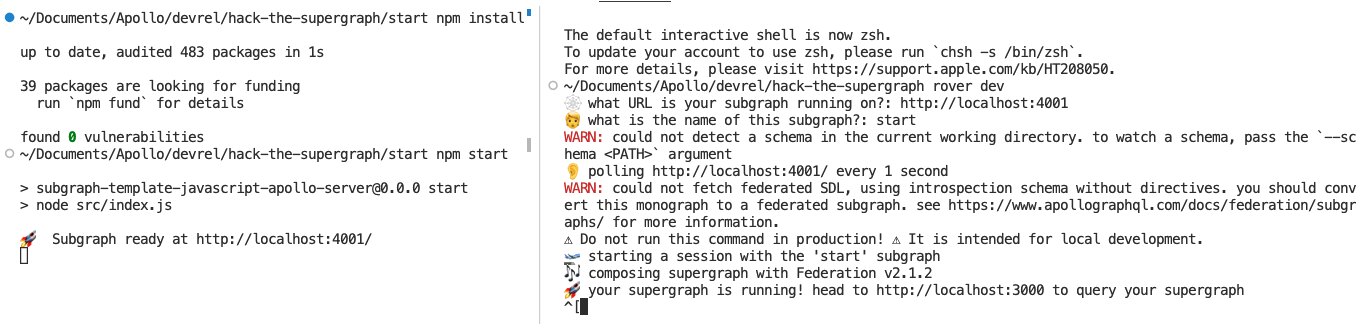 ~/Documents/Apollo/devrel/hack-the-supergraph/start npm install
up to date, audited 483 packages in 1s
39 packages are looking for funding
run `npm fund` for details
found 0 vulnerabilities
~/Documents/Apollo/devrel/hack-the-supergraph/start npm start
> subgraph-template-javascript-apollo-server@0.0.0 start
> node src/index.js
🚀 Subgraph ready at http://localhost:4001/
The default interactive shell is now zsh.
To update your account to use zsh, please run `chsh -s /bin/zsh`.
For more details, please visit https://support.apple.com/kb/HT208050.
~/Documents/Apollo/devrel/hack-the-supergraph rover dev
🕸️ what URL is your subgraph running on?: http://localhost:4001
🧑 what is the name of this subgraph?: start
WARN: could not detect a schema in the current working directory. to watch a schema, pass the `--sc
hema <PATH>` argument
👂 polling http://localhost:4001/ every 1 second
WARN: could not fetch federated SDL, using introspection schema without directives. you should conv
ert this monograph to a federated subgraph. see https://www.apollographql.com/docs/federation/subgr
aphs/ for more information.
⚠️ Do not run this command in production! ⚠️ It is intended for local development.
🛫 starting a session with the 'start' subgraph
🎶 composing supergraph with Federation v2.1.2
🚀 your supergraph is running! head to http://localhost:3000 to query your supergraph
^[